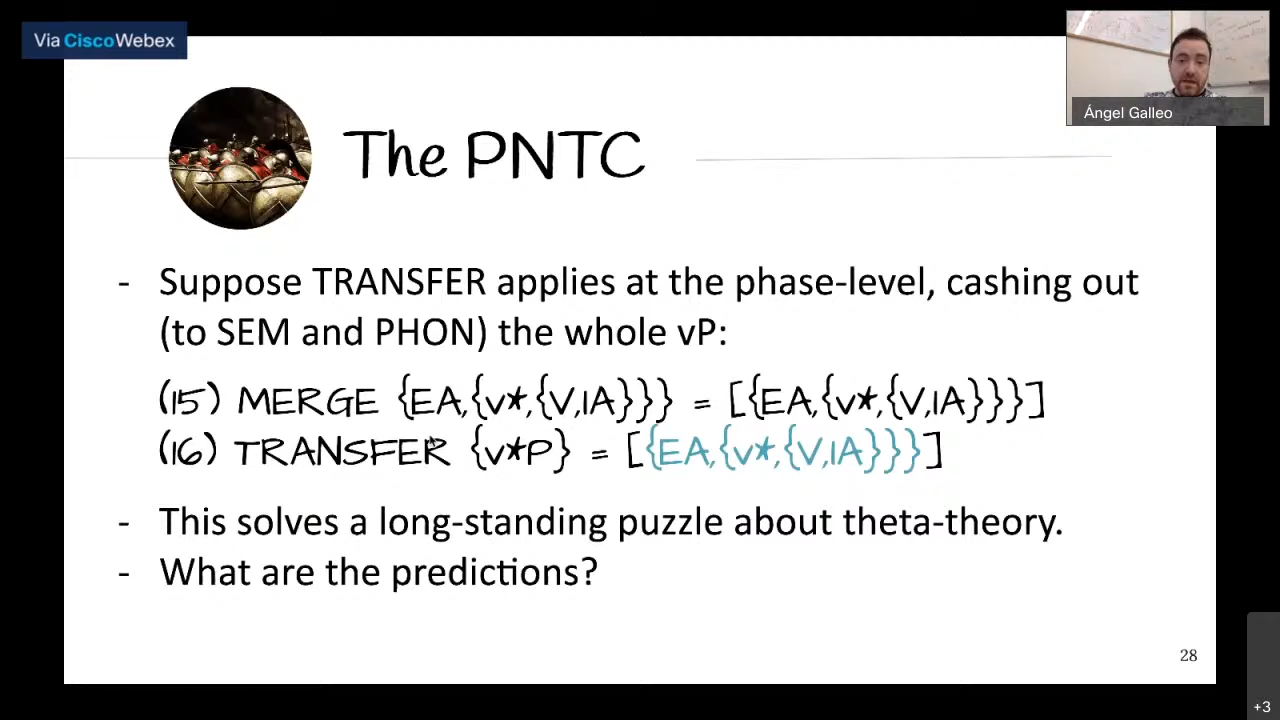 Via Cisco Webex
Ángel Galleo
The PNTC
- Suppose TRANSFER applies at the phase-level, cashing out
(to SEM and PHON) the whole vP:
(15) MERGE {EA,{v*,{V,IA}}} = [{EA,{v*,{V,IA}}}]
(16) TRANSFER {v*P} = [{EA,{v*,{V,IA}}}]
- This solves a long-standing puzzle about theta-theory.
- What are the predictions?
28
+3